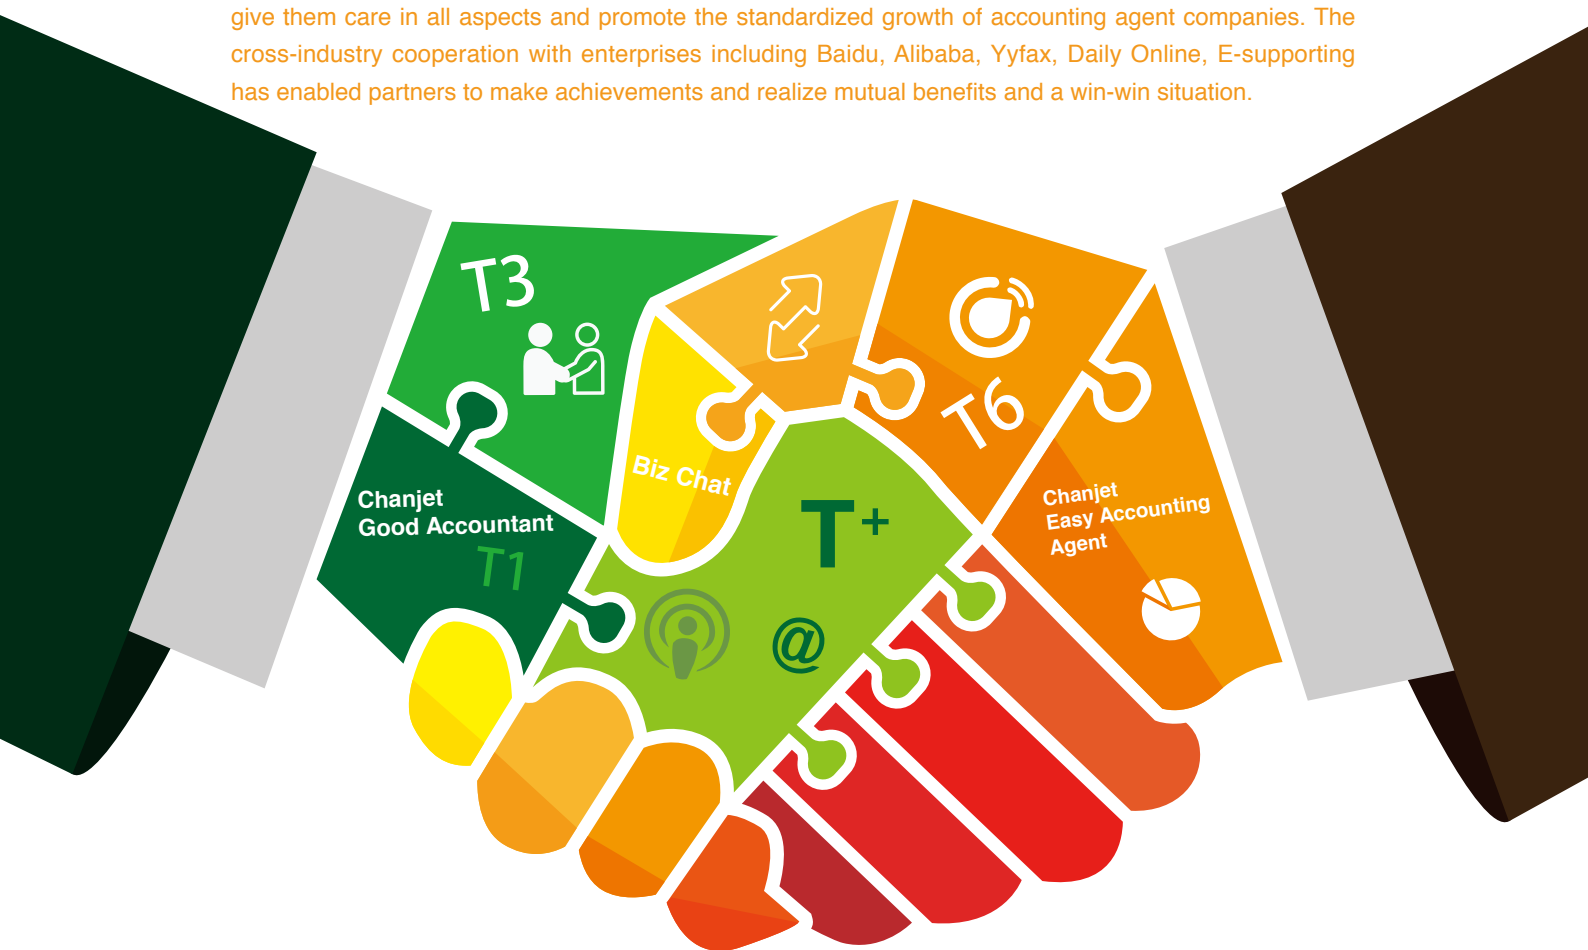 give them care in all aspects and promote the standardized growth of accounting agent companies. The
cross-industry cooperation with enterprises including Baidu, Alibaba, Yyfax, Daily Online, E-supporting
has enabled partners to make achievements and realize mutual benefits and a win-win situation.
T3
T6
Biz Chat
Chanjet
Good Accountant
T1
T+
@
Chanjet
Easy Accounting
Agent